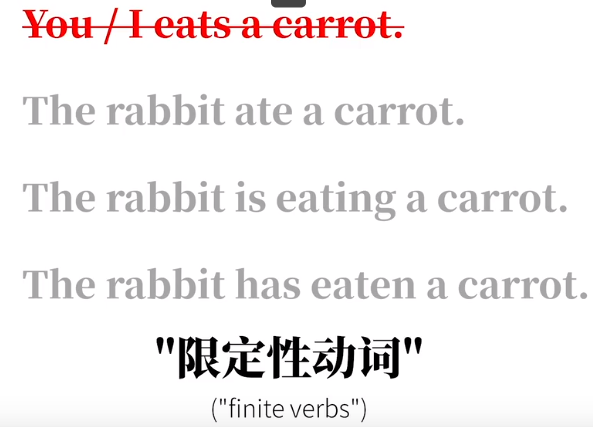 You / I eats a carrot.
The rabbit ate a carrot.
The rabbit is eating a carrot.
The rabbit has eaten a carrot.
"限定性动词"
("finite verbs")